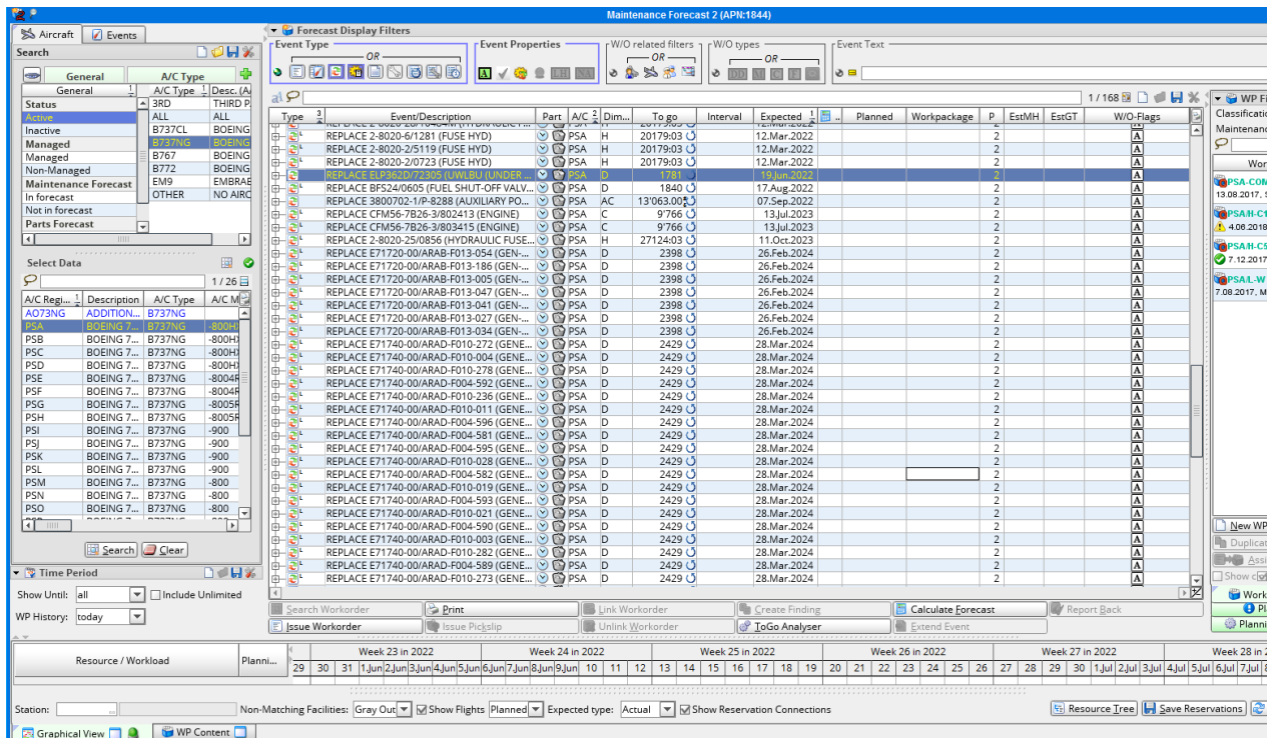 Maintenance Forecast 2 (APN:1844)
Aircraft Events
Search
General A/C Type
General A/C Type Desc. (A/
Status 3RD THIRD P.
Active ALL ALL
Inactive B737CL BOEING
Managed B737NG BOEING
Managed B767 BOEING
Non-Managed B772 BOEING
Maintenance Forecast EM9 EMBRAE
In forecast OTHER NO AIRC
Not in forecast
Parts Forecast
Select Data
1 / 26
A/C Regi... 1 Description A/C Type A/C M
AO73NG ADDITION... B737NG
PSA BOEING 7... B737NG -800HX
PSB BOEING 7... B737NG -800HX
PSC BOEING 7... B737NG -800HX
PSD BOEING 7... B737NG -800HX
PSE BOEING 7... B737NG -8004R
PSF BOEING 7... B737NG -8004R
PSG BOEING 7... B737NG -8005R
PSH BOEING 7... B737NG -8005R
PSI BOEING 7... B737NG -900
PSJ BOEING 7... B737NG -900
PSK BOEING 7... B737NG -900
PSL BOEING 7... B737NG -900
PSM BOEING 7... B737NG -800
PSN BOEING 7... B737NG -800
PSO BOEING 7... B737NG -800
Search Clear
Time Period
Show Until: all Include Unlimited
WP History: today
Forecast Display Filters
Event Type OR
Event Properties
W/O related filters OR
W/O types OR
Event Text
1 / 168
Type 3 Event/Description Part A/C 2 Dim... To go Interval Expected 1 .. Planned Workpackage P EstMH EstGT W/O-Flags
REPLACE 2-8020-6/1281 (FUSE HYD) PSA H 20179:03 12.Mar.2022 2 A
REPLACE 2-8020-2/5119 (FUSE HYD) PSA H 20179:03 12.Mar.2022 2 A
REPLACE 2-8020-2/0723 (FUSE HYD) PSA H 20179:03 12.Mar.2022 2 A
REPLACE ELP362D/72305 (UWLBU (UNDER ... PSA D 1781 19.Jun.2022 2 A
REPLACE BFS24/0605 (FUEL SHUT-OFF VALV... PSA D 1840 17.Aug.2022 2 A
REPLACE 3800702-1/P-8288 (AUXILIARY PO... PSA AC 13'063.00 07.Sep.2022 2 A
REPLACE CFM56-7B26-3/802413 (ENGINE) PSA C 9'766 13.Jul.2023 2 A
REPLACE CFM56-7B26-3/803415 (ENGINE) PSA C 9'766 13.Jul.2023 2 A
REPLACE 2-8020-25/0856 (HYDRAULIC FUSE... PSA H 27124:03 11.Oct.2023 2 A
REPLACE E71720-00/ARAB-F013-054 (GEN-... PSA D 2398 26.Feb.2024 2 A
REPLACE E71720-00/ARAB-F013-186 (GEN-... PSA D 2398 26.Feb.2024 2 A
REPLACE E71720-00/ARAB-F013-005 (GEN-... PSA D 2398 26.Feb.2024 2 A
REPLACE E71720-00/ARAB-F013-047 (GEN-... PSA D 2398 26.Feb.2024 2 A
REPLACE E71720-00/ARAB-F013-041 (GEN-... PSA D 2398 26.Feb.2024 2 A
REPLACE E71720-00/ARAB-F013-027 (GEN-... PSA D 2398 26.Feb.2024 2 A
REPLACE E71720-00/ARAB-F013-034 (GEN-... PSA D 2398 26.Feb.2024 2 A
REPLACE E71740-00/ARAD-F010-272 (GENE... PSA D 2429 28.Mar.2024 2 A
REPLACE E71740-00/ARAD-F010-004 (GENE... PSA D 2429 28.Mar.2024 2 A
REPLACE E71740-00/ARAD-F010-278 (GENE... PSA D 2429 28.Mar.2024 2 A
REPLACE E71740-00/ARAD-F004-592 (GENE... PSA D 2429 28.Mar.2024 2 A
REPLACE E71740-00/ARAD-F010-236 (GENE... PSA D 2429 28.Mar.2024 2 A
REPLACE E71740-00/ARAD-F010-011 (GENE... PSA D 2429 28.Mar.2024 2 A
REPLACE E71740-00/ARAD-F004-596 (GENE... PSA D 2429 28.Mar.2024 2 A
REPLACE E71740-00/ARAD-F004-581 (GENE... PSA D 2429 28.Mar.2024 2 A
REPLACE E71740-00/ARAD-F004-595 (GENE... PSA D 2429 28.Mar.2024 2 A
REPLACE E71740-00/ARAD-F010-028 (GENE... PSA D 2429 28.Mar.2024 2 A
REPLACE E71740-00/ARAD-F004-582 (GENE... PSA D 2429 28.Mar.2024 2 A
REPLACE E71740-00/ARAD-F010-019 (GENE... PSA D 2429 28.Mar.2024 2 A
REPLACE E71740-00/ARAD-F004-593 (GENE... PSA D 2429 28.Mar.2024 2 A
REPLACE E71740-00/ARAD-F010-021 (GENE... PSA D 2429 28.Mar.2024 2 A
REPLACE E71740-00/ARAD-F004-590 (GENE... PSA D 2429 28.Mar.2024 2 A
REPLACE E71740-00/ARAD-F010-003 (GENE... PSA D 2429 28.Mar.2024 2 A
REPLACE E71740-00/ARAD-F010-282 (GENE... PSA D 2429 28.Mar.2024 2 A
REPLACE E71740-00/ARAD-F004-589 (GENE... PSA D 2429 28.Mar.2024 2 A
REPLACE E71740-00/ARAD-F010-273 (GENE... PSA D 2429 28.Mar.2024 2 A
Search Workorder Print Link Workorder Create Finding Calculate Forecast Report Back
Issue Workorder Issue Pickslip Unlink Workorder ToGo Analyser Extend Event
WP Fi
Classificatio
Maintenanc
Wor
PSA-COM
13.08.2017, S
PSA/H-C1
4.06.2018
PSA/H-C5
7.12.2017
PSA/L-W
7.08.2017, M
New WP
Duplicat
Assi
Show c
Work
Pl
Planni
Resource / Workload Planni... Week 23 in 2022 Week 24 in 2022 Week 25 in 2022 Week 26 in 2022 Week 27 in 2022 Week 28 in 2
29 30 31 1.Jun 2.Jun 3.Jun 4.Jun 5.Jun 6.Jun 7.Jun 8.Jun 9.Jun 10 11 12 13 14 15 16 17 18 19 20 21 22 23 24 25 26 27 28 29 30 1.Jul 2.Jul 3.Jul 4.Jul 5.Jul 6.Jul 7.Jul 8
Station: Non-Matching Facilities: Gray Out Show Flights Planned Expected type: Actual Show Reservation Connections Resource Tree Save Reservations
Graphical View WP Content